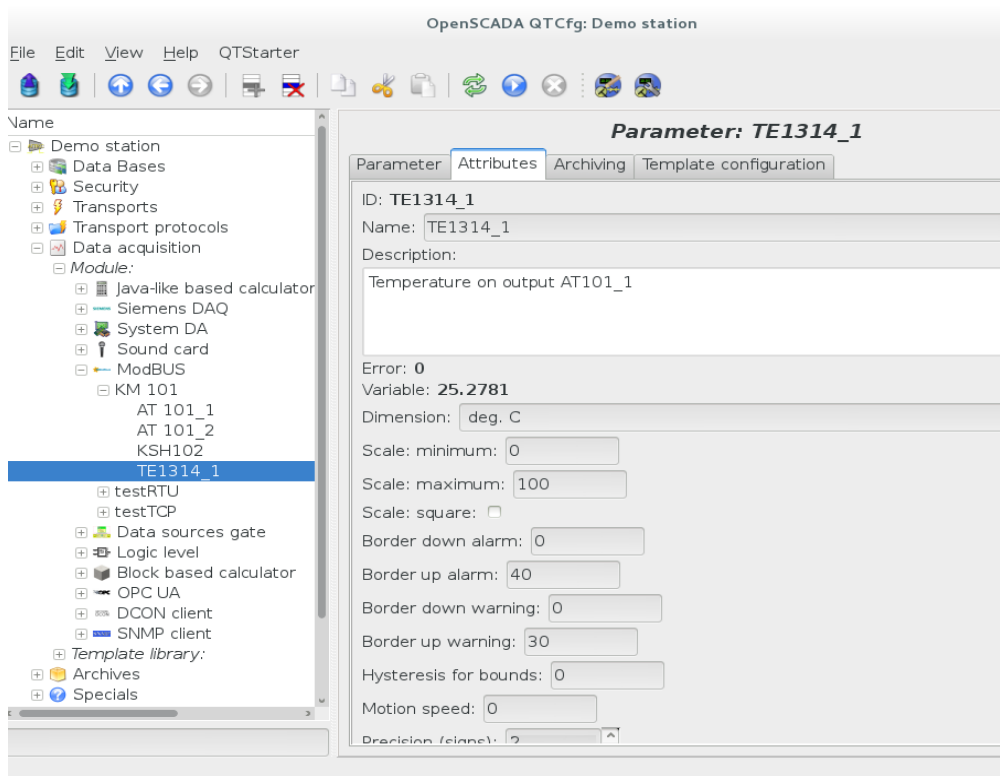 OpenSCADA QTCfg: Demo station
File Edit View Help QTStarter
Name
Demo station
Data Bases
Security
Transports
Transport protocols
Data acquisition
Module:
Java-like based calculator
Siemens DAQ
System DA
Sound card
ModBUS
KM 101
AT 101_1
AT 101_2
KSH102
TE1314_1
testRTU
testTCP
Data sources gate
Logic level
Block based calculator
OPC UA
DCON client
SNMP client
Template library:
Archives
Specials
Parameter: TE1314_1
Parameter Attributes Archiving Template configuration
ID: TE1314_1
Name: TE1314_1
Description:
Temperature on output AT101_1
Error: 0
Variable: 25.2781
Dimension: deg. C
Scale: minimum: 0
Scale: maximum: 100
Scale: square:
Border down alarm: 0
Border up alarm: 40
Border down warning: 0
Border up warning: 30
Hysteresis for bounds: 0
Motion speed: 0
Precision (signs): 2